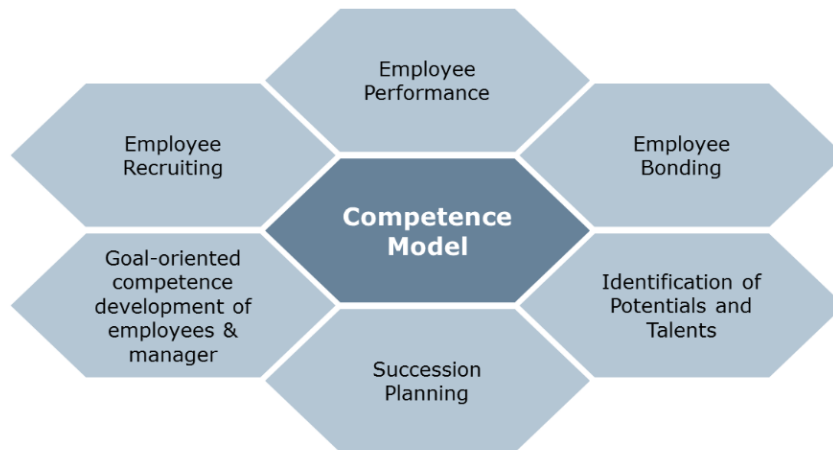 Employee
Performance
Employee
Recruiting
Employee
Bonding
Competence
Model
Goal-oriented
competence
development of
employees &
manager
Identification of
Potentials and
Talents
Succession
Planning